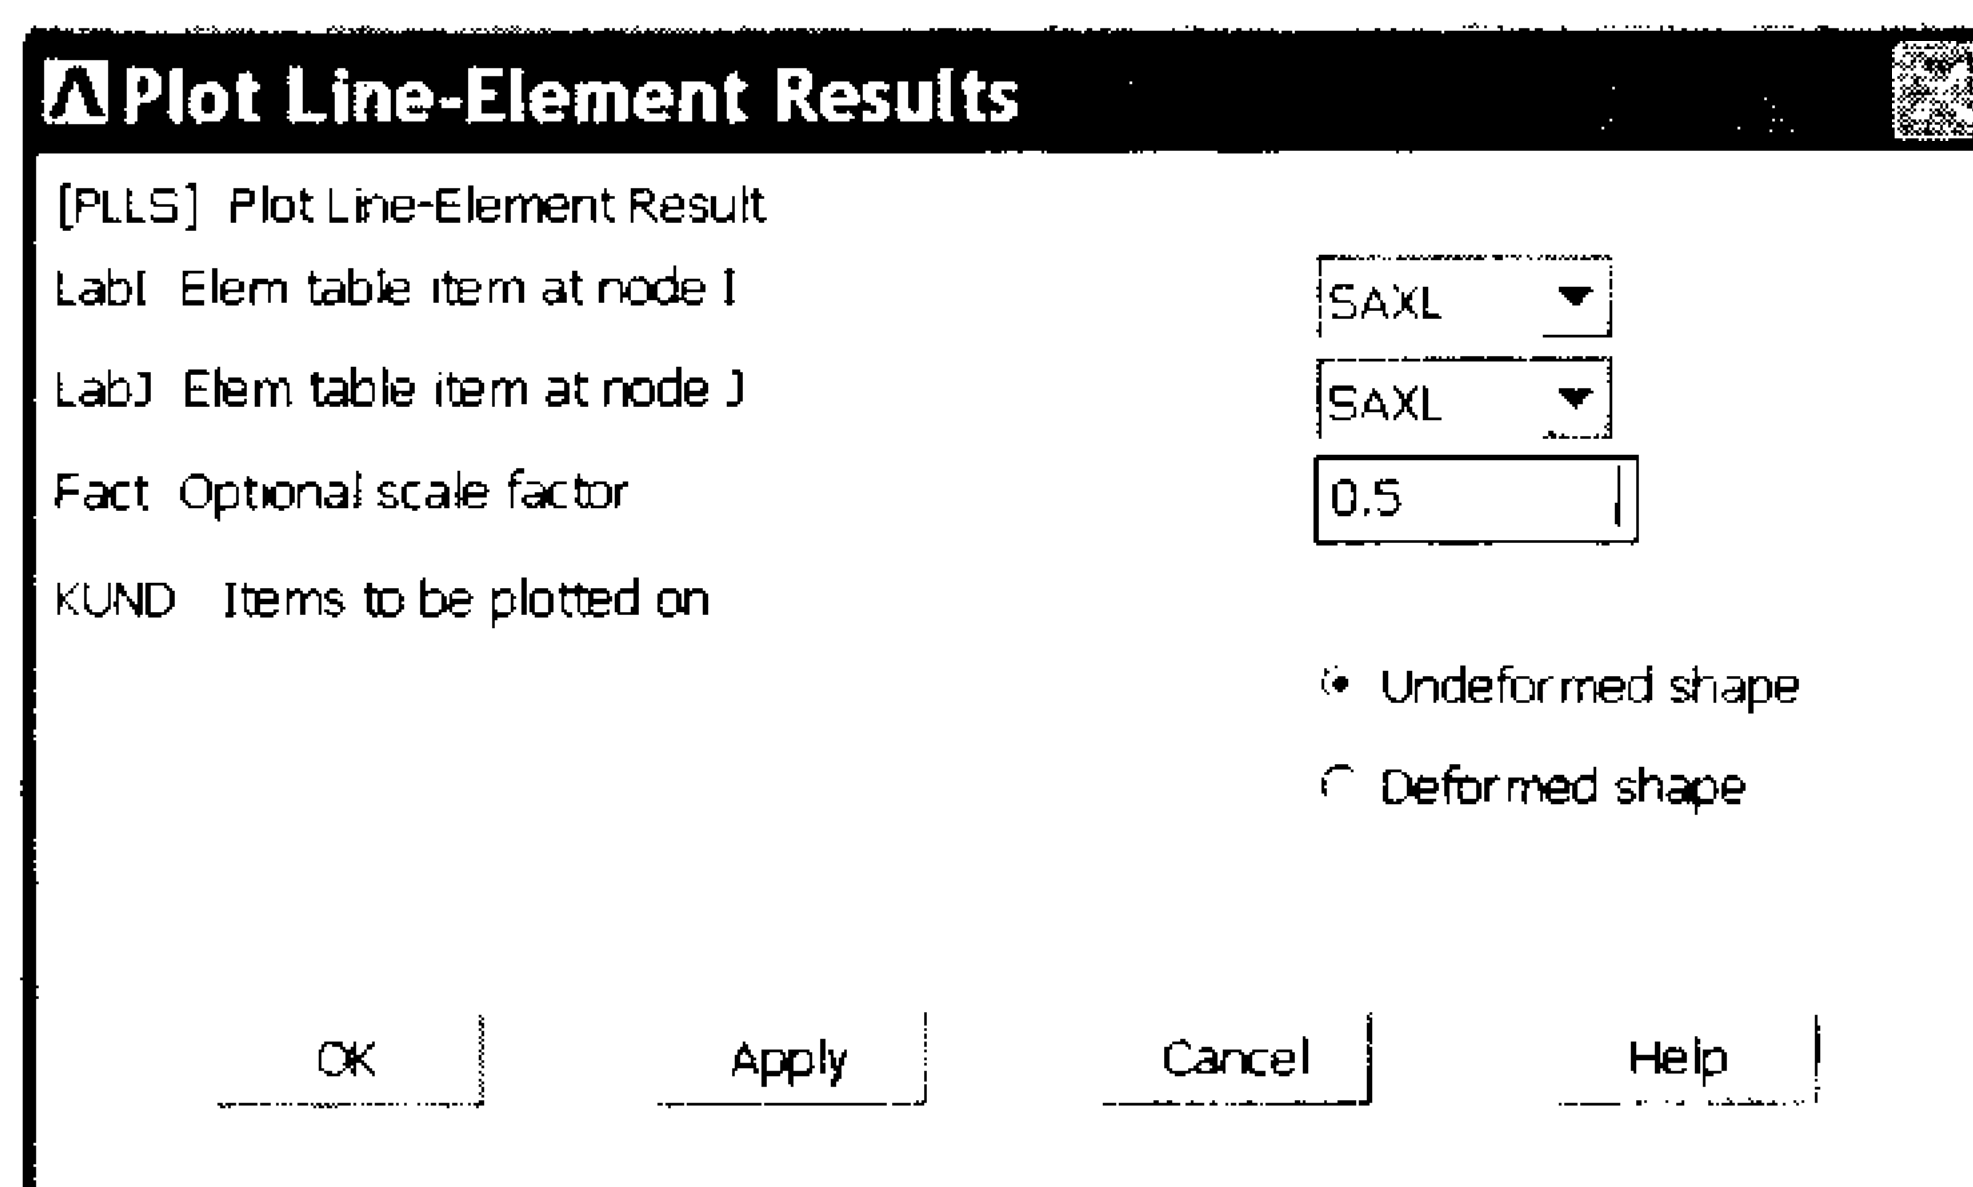 Plot Line-Element Results
[PLLS] Plot Line-Element Result
LabI Elem table item at node I
SAXL
LabJ Elem table item at node J
SAXL
Fact Optional scale factor
0.5
KUND Items to be plotted on
Undeformed shape
Deformed shape
OK Apply Cancel Help